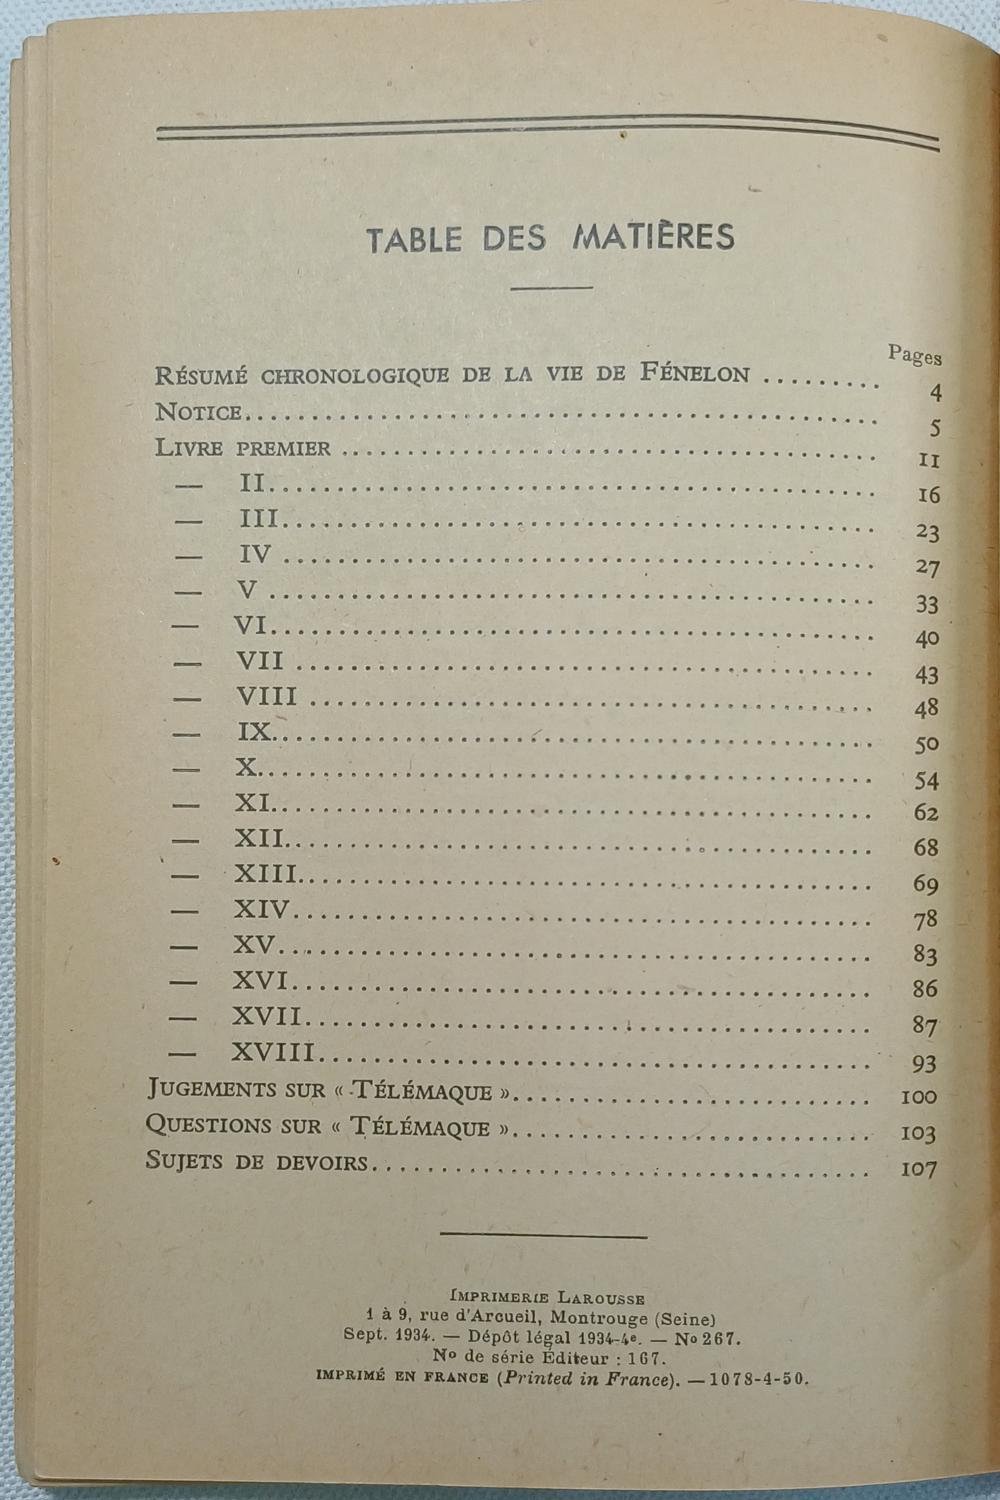 TABLE DES MATIÈRES
Pages
RÉSUMÉ CHRONOLOGIQUE DE LA VIE DE FÉNELON ......... 4
NOTICE............................................ 5
LIVRE PREMIER ..................................... 11
— II.......................................... 16
— III......................................... 23
— IV ......................................... 27
— V .......................................... 33
— VI.......................................... 40
— VII ........................................ 43
— VIII ....................................... 48
— IX.......................................... 50
— X........................................... 54
— XI.......................................... 62
— XII......................................... 68
— XIII........................................ 69
— XIV......................................... 78
— XV.......................................... 83
— XVI......................................... 86
— XVII........................................ 87
— XVIII....................................... 93
JUGEMENTS SUR « TÉLÉMAQUE »......................... 100
QUESTIONS SUR « TÉLÉMAQUE »......................... 103
SUJETS DE DEVOIRS................................... 107
IMPRIMERIE LAROUSSE
1 à 9, rue d'Arcueil, Montrouge (Seine)
Sept. 1934. — Dépôt légal 1934-4e. — No 267.
No de série Éditeur : 167.
IMPRIMÉ EN FRANCE (Printed in France). — 1078-4-50.